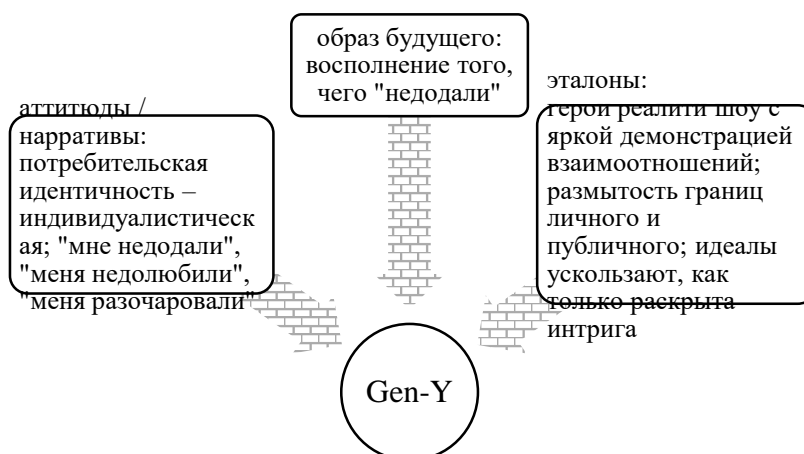 образ будущего:
восполнение того,
чего "недодали"
аттитюды /
нарративы:
потребительская
идентичность –
индивидуалистическ
ая; "мне недодали",
"меня недолюбили",
"меня разочаровали"
эталоны:
герои реалити шоу с
яркой демонстрацией
взаимоотношений;
размытость границ
личного и
публичного; идеалы
ускользают, как
только раскрыта
интрига
Gen-Y